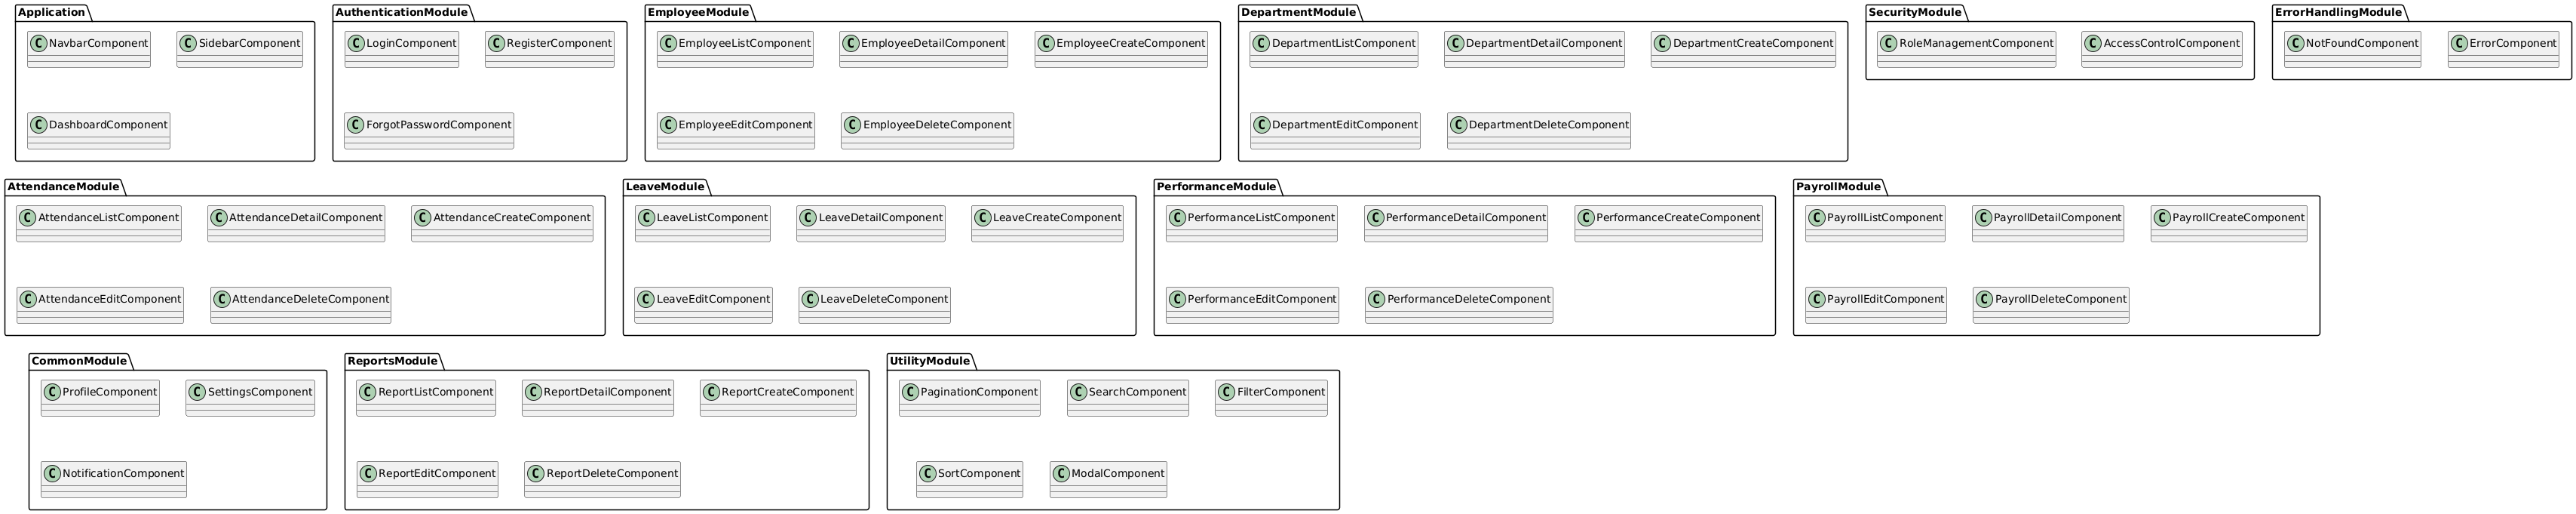 Application
C NavbarComponent
C SidebarComponent
C DashboardComponent
AuthenticationModule
C LoginComponent
C RegisterComponent
C ForgotPasswordComponent
EmployeeModule
C EmployeeListComponent
C EmployeeDetailComponent
C EmployeeCreateComponent
C EmployeeEditComponent
C EmployeeDeleteComponent
DepartmentModule
C DepartmentListComponent
C DepartmentDetailComponent
C DepartmentCreateComponent
C DepartmentEditComponent
C DepartmentDeleteComponent
SecurityModule
C RoleManagementComponent
C AccessControlComponent
ErrorHandlingModule
C NotFoundComponent
C ErrorComponent
AttendanceModule
C AttendanceListComponent
C AttendanceDetailComponent
C AttendanceCreateComponent
C AttendanceEditComponent
C AttendanceDeleteComponent
LeaveModule
C LeaveListComponent
C LeaveDetailComponent
C LeaveCreateComponent
C LeaveEditComponent
C LeaveDeleteComponent
PerformanceModule
C PerformanceListComponent
C PerformanceDetailComponent
C PerformanceCreateComponent
C PerformanceEditComponent
C PerformanceDeleteComponent
PayrollModule
C PayrollListComponent
C PayrollDetailComponent
C PayrollCreateComponent
C PayrollEditComponent
C PayrollDeleteComponent
CommonModule
C ProfileComponent
C SettingsComponent
C NotificationComponent
ReportsModule
C ReportListComponent
C ReportDetailComponent
C ReportCreateComponent
C ReportEditComponent
C ReportDeleteComponent
UtilityModule
C PaginationComponent
C SearchComponent
C FilterComponent
C SortComponent
C ModalComponent